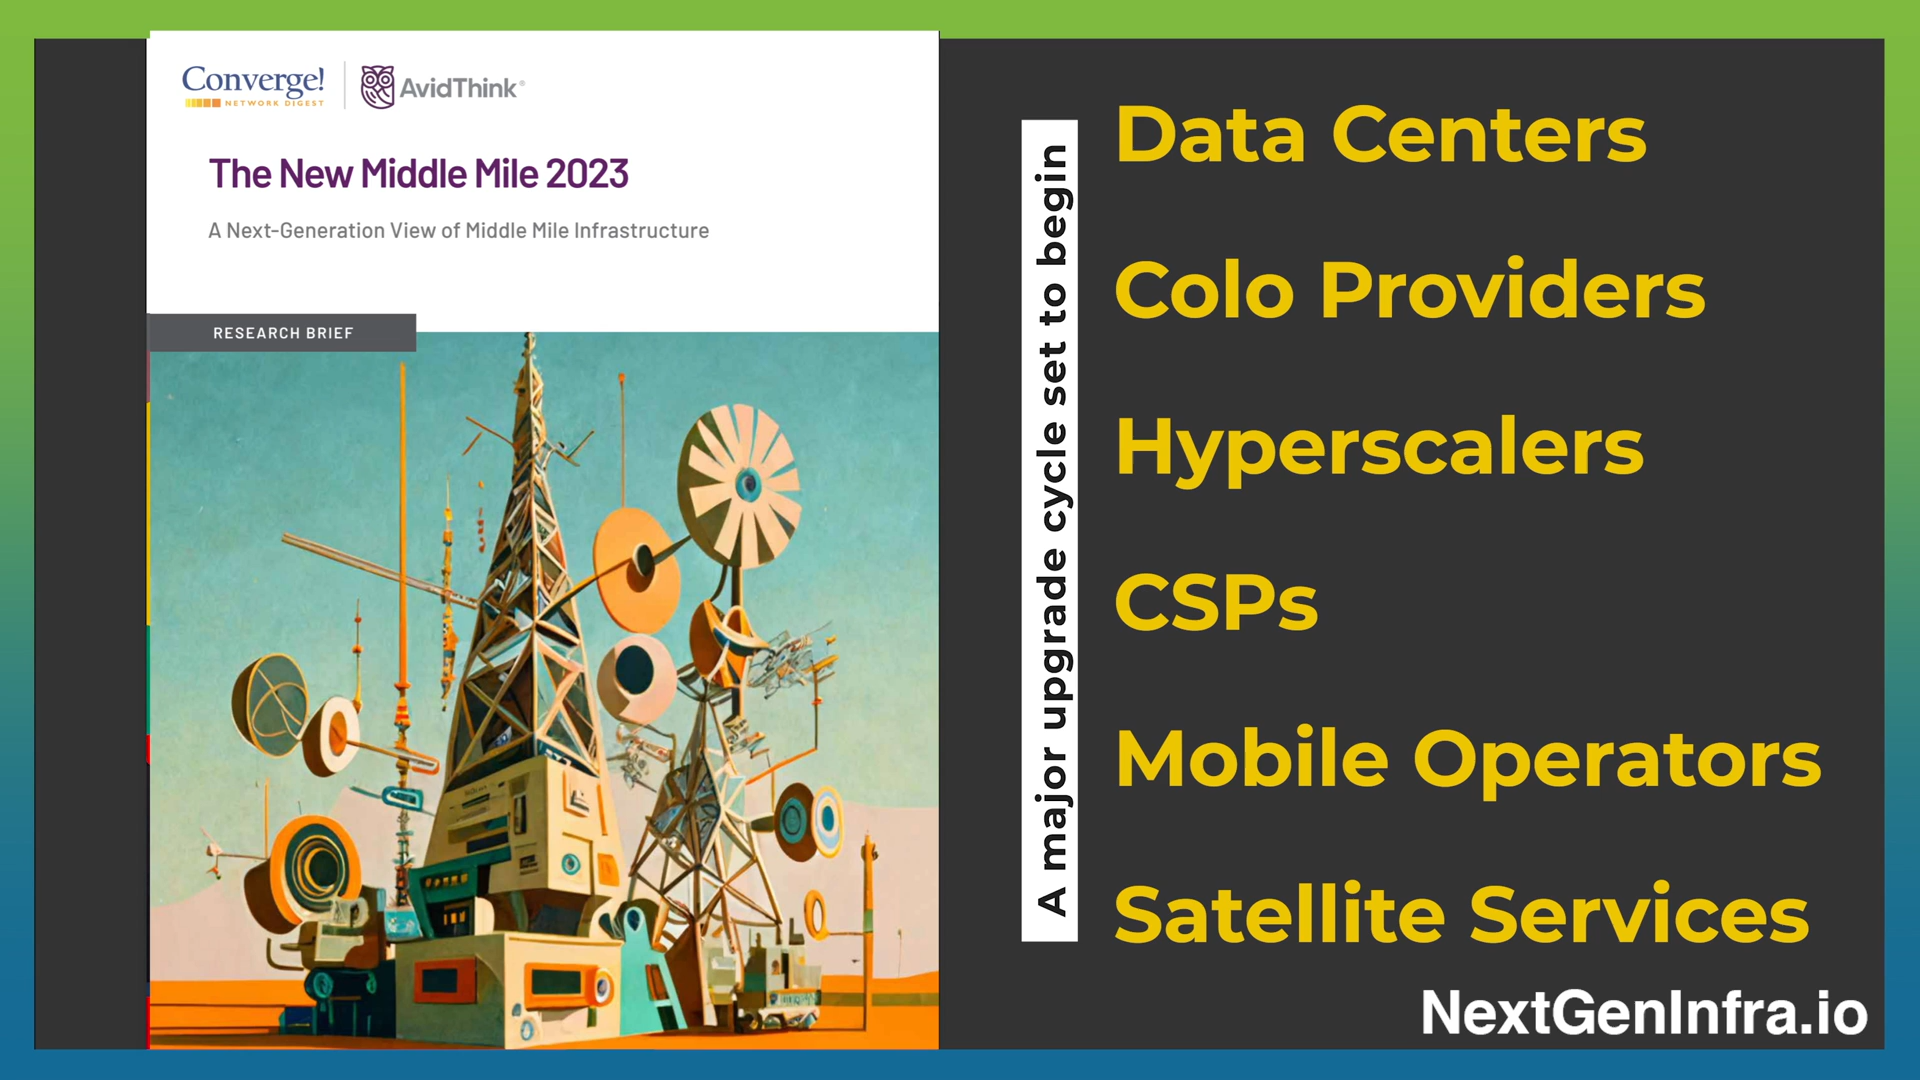 Converge!
NETWORK DIGEST
AvidThink®
The New Middle Mile 2023
A Next-Generation View of Middle Mile Infrastructure
RESEARCH BRIEF
A major upgrade cycle set to begin
Data Centers
Colo Providers
Hyperscalers
CSPs
Mobile Operators
Satellite Services
NextGenInfra.io